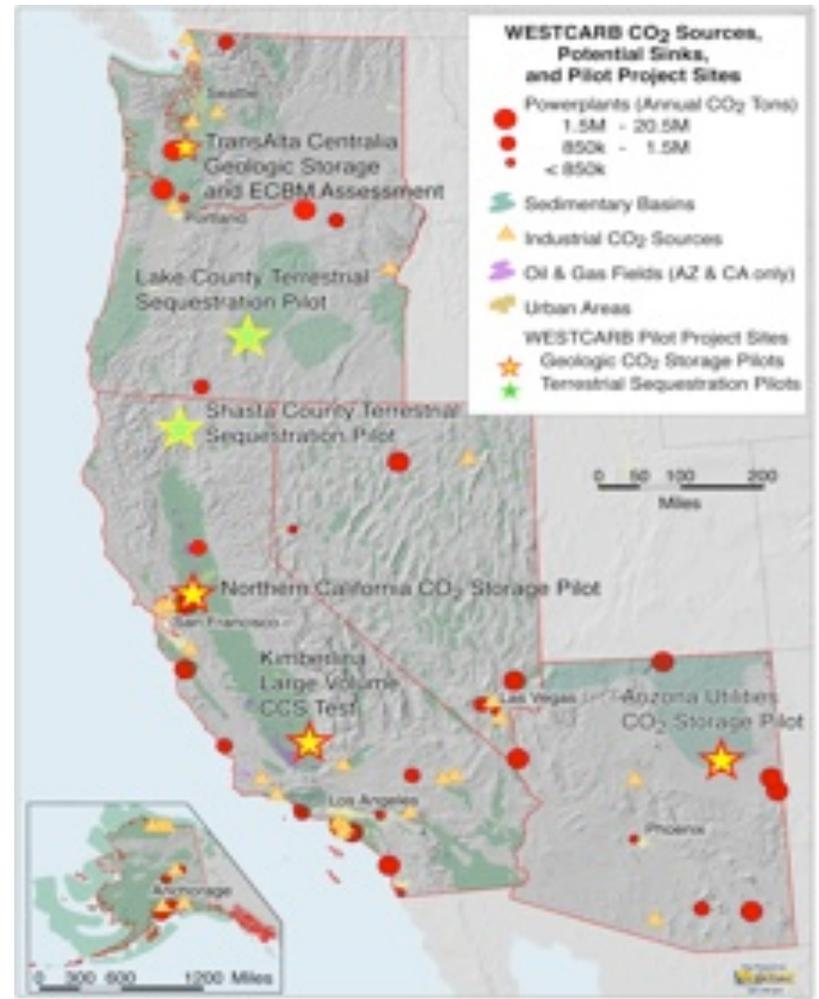 WESTCARB CO2 Sources,
Potential Sinks,
and Pilot Project Sites
Powerplants (Annual CO2 Tons)
1.5M - 20.5M
850k - 1.5M
< 850k
Sedimentary Basins
Industrial CO2 Sources
Oil & Gas Fields (AZ & CA only)
Urban Areas
WESTCARB Pilot Project Sites
Geologic CO2 Storage Pilots
Terrestrial Sequestration Pilots
Seattle
TransAlta Centralia
Geologic Storage
and ECBM Assessment
Portland
Lake County Terrestrial
Sequestration Pilot
Shasta County Terrestrial
Sequestration Pilot
0 50 100 200
Miles
Northern California CO2 Storage Pilot
San Francisco
Kimberlina
Large Volume
CCS Test
Las Vegas
Arizona Utilities
CO2 Storage Pilot
Los Angeles
Phoenix
Anchorage
0 300 600 1200 Miles